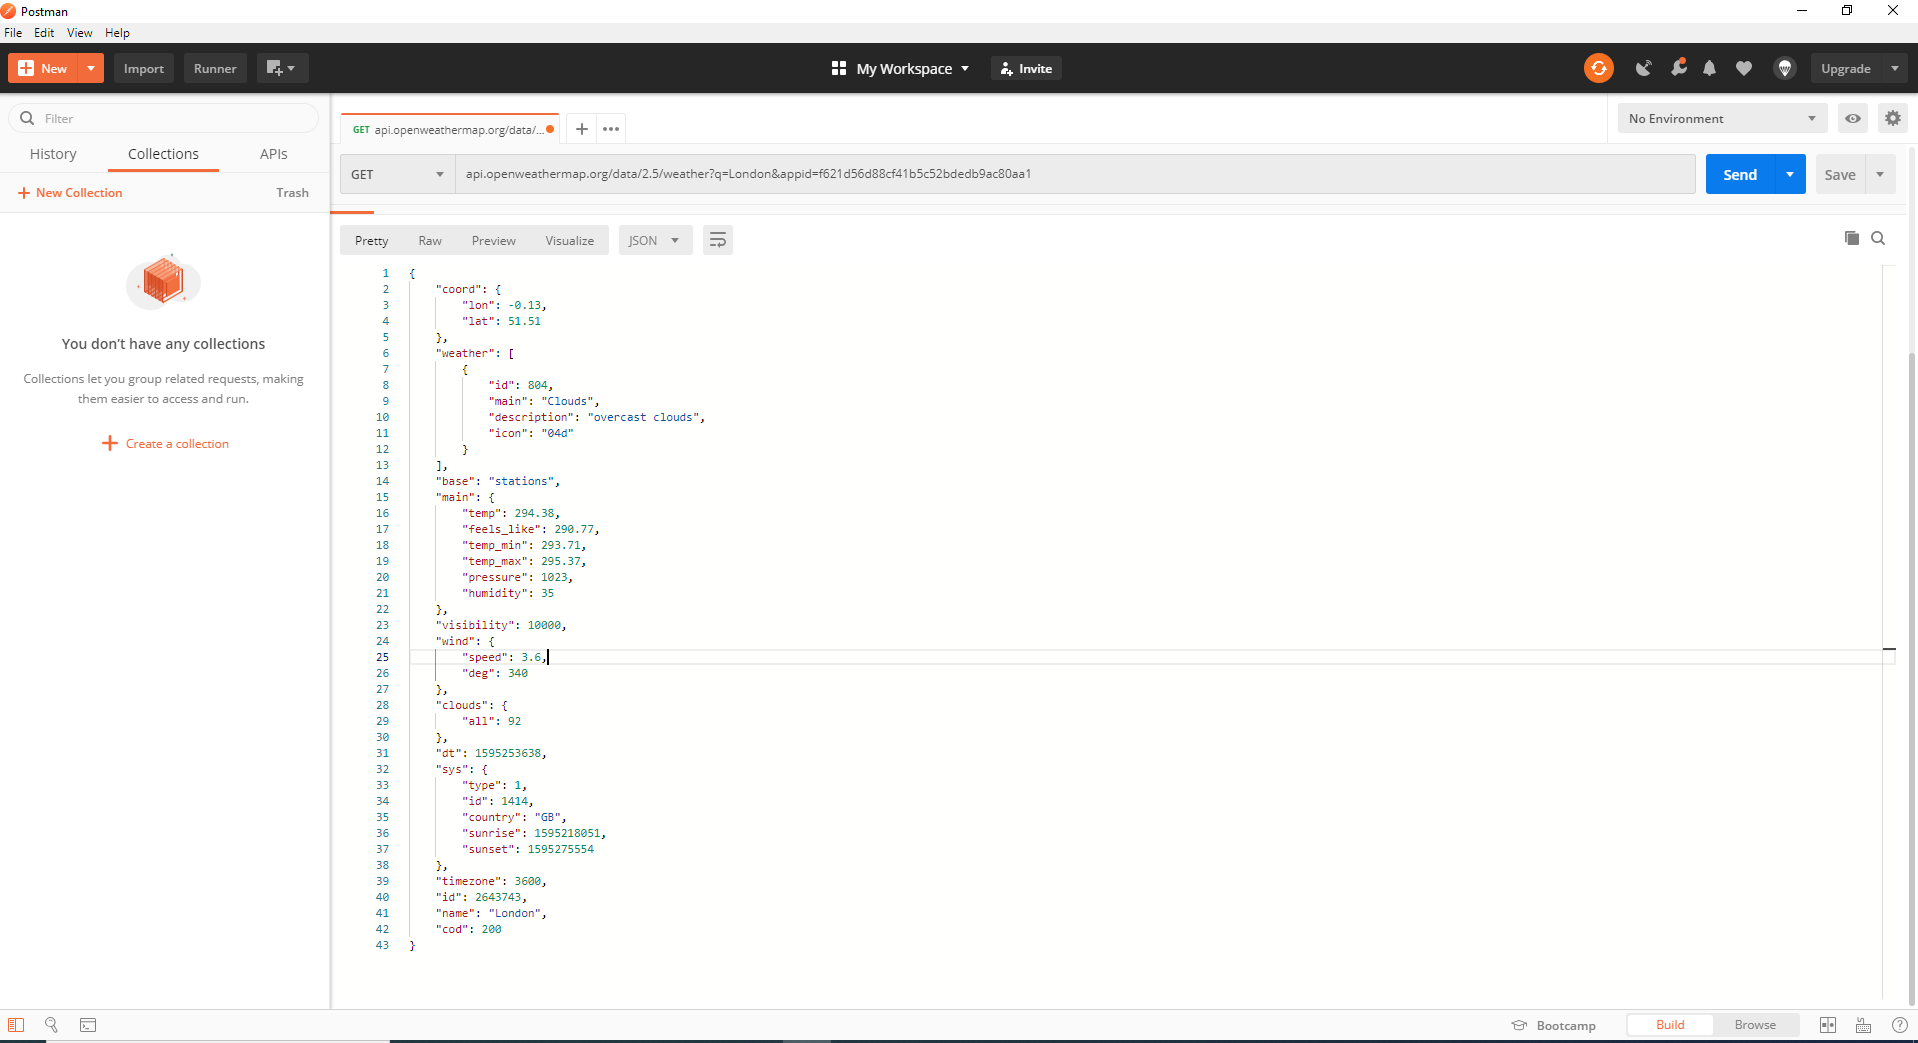 Postman
File Edit View Help
New Import Runner My Workspace Invite Upgrade
Filter
History Collections APIs
New Collection Trash
You don’t have any collections
Collections let you group related requests, making
them easier to access and run.
Create a collection
GET api.openweathermap.org/data/...
No Environment
GET api.openweathermap.org/data/2.5/weather?q=London&appid=f621d56d88cf41b5c52bdedb9ac80aa1 Send Save
Pretty Raw Preview Visualize JSON
1 {
2 "coord": {
3 "lon": -0.13,
4 "lat": 51.51
5 },
6 "weather": [
7 {
8 "id": 804,
9 "main": "Clouds",
10 "description": "overcast clouds",
11 "icon": "04d"
12 }
13 ],
14 "base": "stations",
15 "main": {
16 "temp": 294.38,
17 "feels_like": 290.77,
18 "temp_min": 293.71,
19 "temp_max": 295.37,
20 "pressure": 1023,
21 "humidity": 35
22 },
23 "visibility": 10000,
24 "wind": {
25 "speed": 3.6,
26 "deg": 340
27 },
28 "clouds": {
29 "all": 92
30 },
31 "dt": 1595253638,
32 "sys": {
33 "type": 1,
34 "id": 1414,
35 "country": "GB",
36 "sunrise": 1595218051,
37 "sunset": 1595275554
38 },
39 "timezone": 3600,
40 "id": 2643743,
41 "name": "London",
42 "cod": 200
43 }
Bootcamp Build Browse